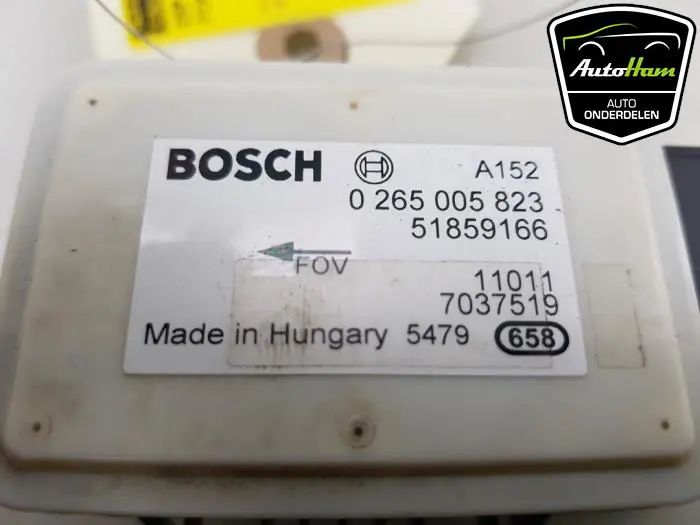 AutoHam
AUTO
ONDERDELEN
BOSCH
A152
0 265 005 823
51859166
FOV
11011
7037519
Made in Hungary 5479 658